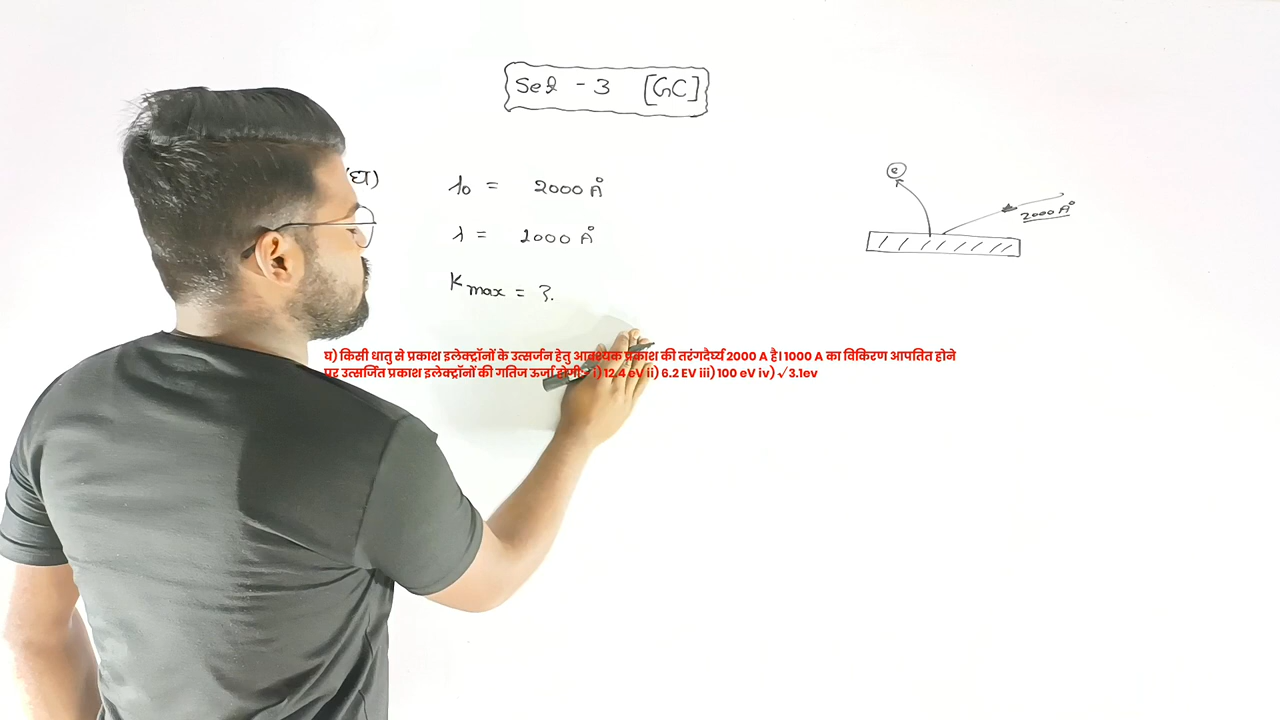 Set - 3 [GC]
(घ)
λ0 = 2000 Å
λ = 2000 Å
Kmax = ?.
e
2000 Å
घ) किसी धातु से प्रकाश इलेक्ट्रॉनों के उत्सर्जन हेतु आवश्यक प्रकाश की तरंगदैर्घ्य 2000 A है। 1000 A का विकिरण आपतित होने
पर उत्सर्जित प्रकाश इलेक्ट्रॉनों की गतिज ऊर्जा होगी:- i) 12.4 eV ii) 6.2 EV iii) 100 eV iv) √3.1ev